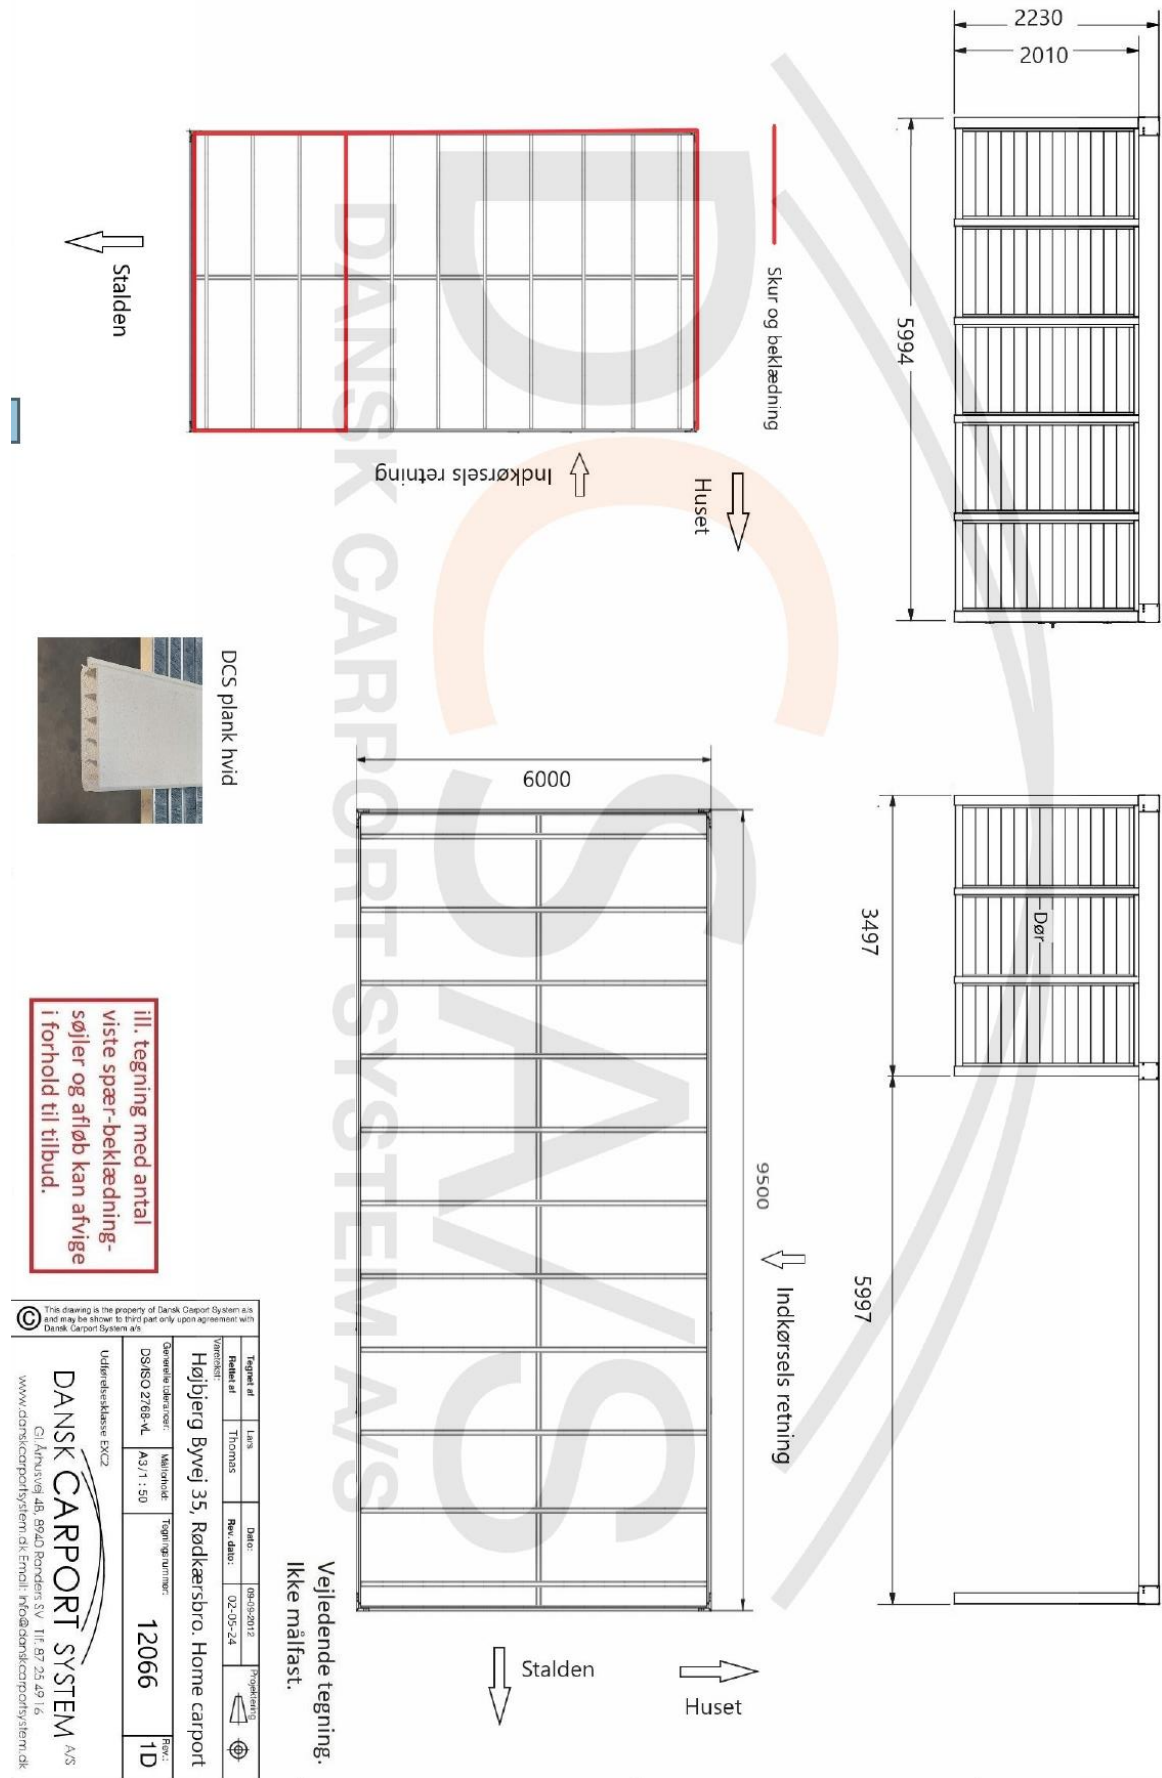 2230
2010
5994
Skur og beklædning
Stalden
Indkørsels retning
Huset
DCS plank hvid
3497
Dør
5997
6000
9500
Indkørsels retning
Stalden
Huset
Vejledende tegning.
Ikke målfast.
ill. tegning med antal
viste spær-beklædning-
søjler og afløb kan afvige
i forhold til tilbud.
DCS A/S
DANSK CARPORT SYSTEM A/S
© This drawing is the property of Dansk Carport System a/s
and may be shown to third part only upon agreement with
Dansk Carport System a/s
Tegnet af Lars Dato: 09-09-2012 Projektering
Rettet af Thomas Rev. dato: 02-05-24
Varetekst:
Højbjerg Byvej 35, Rødkærsbro. Home carport
Generelle tolerancer: Målforhold: Tegningsnummer: Rev.:
DS/ISO 2768-vL A3/1 : 50 12066 1D
Udførelsesklasse EXC2
DANSK CARPORT SYSTEM A/S
Gl. Århusvej 4B, 8940 Randers SV Tlf. 87 25 49 16
www.danskcarportsystem.dk Email: info@danskcarportsystem.dk